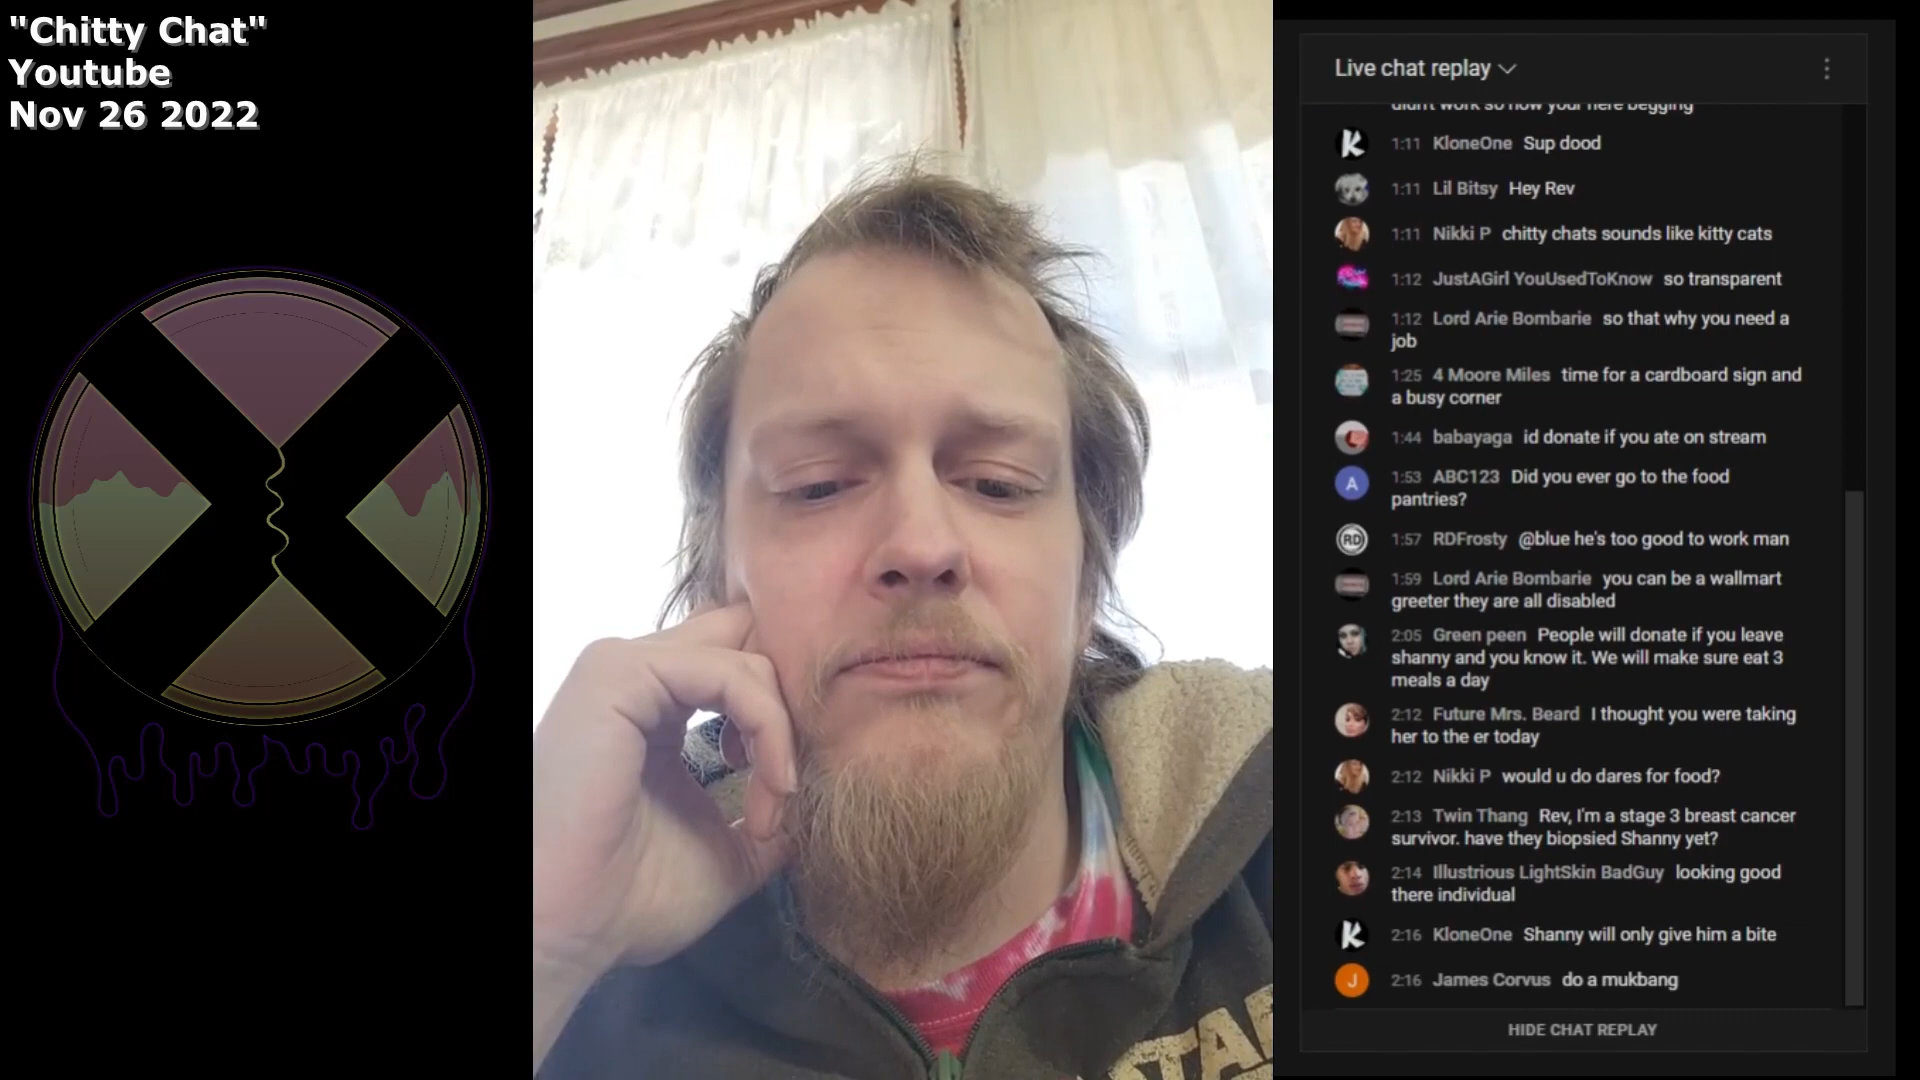 "Chitty Chat"
Youtube
Nov 26 2022
Live chat replay
didn't work so now your here begging
1:11 KloneOne Sup dood
1:11 Lil Bitsy Hey Rev
1:11 Nikki P chitty chats sounds like kitty cats
1:12 JustAGirl YouUsedToKnow so transparent
1:12 Lord Arie Bombarie so that why you need a
job
1:25 4 Moore Miles time for a cardboard sign and
a busy corner
1:44 babayaga id donate if you ate on stream
A
1:53 ABC123 Did you ever go to the food
pantries?
RD
1:57 RDFrosty @blue he's too good to work man
1:59 Lord Arie Bombarie you can be a wallmart
greeter they are all disabled
2:05 Green peen People will donate if you leave
shanny and you know it. We will make sure eat 3
meals a day
2:12 Future Mrs. Beard I thought you were taking
her to the er today
2:12 Nikki P would u do dares for food?
2:13 Twin Thang Rev, I'm a stage 3 breast cancer
survivor. have they biopsied Shanny yet?
2:14 Illustrious LightSkin BadGuy looking good
there individual
2:16 KloneOne Shanny will only give him a bite
J
2:16 James Corvus do a mukbang
HIDE CHAT REPLAY